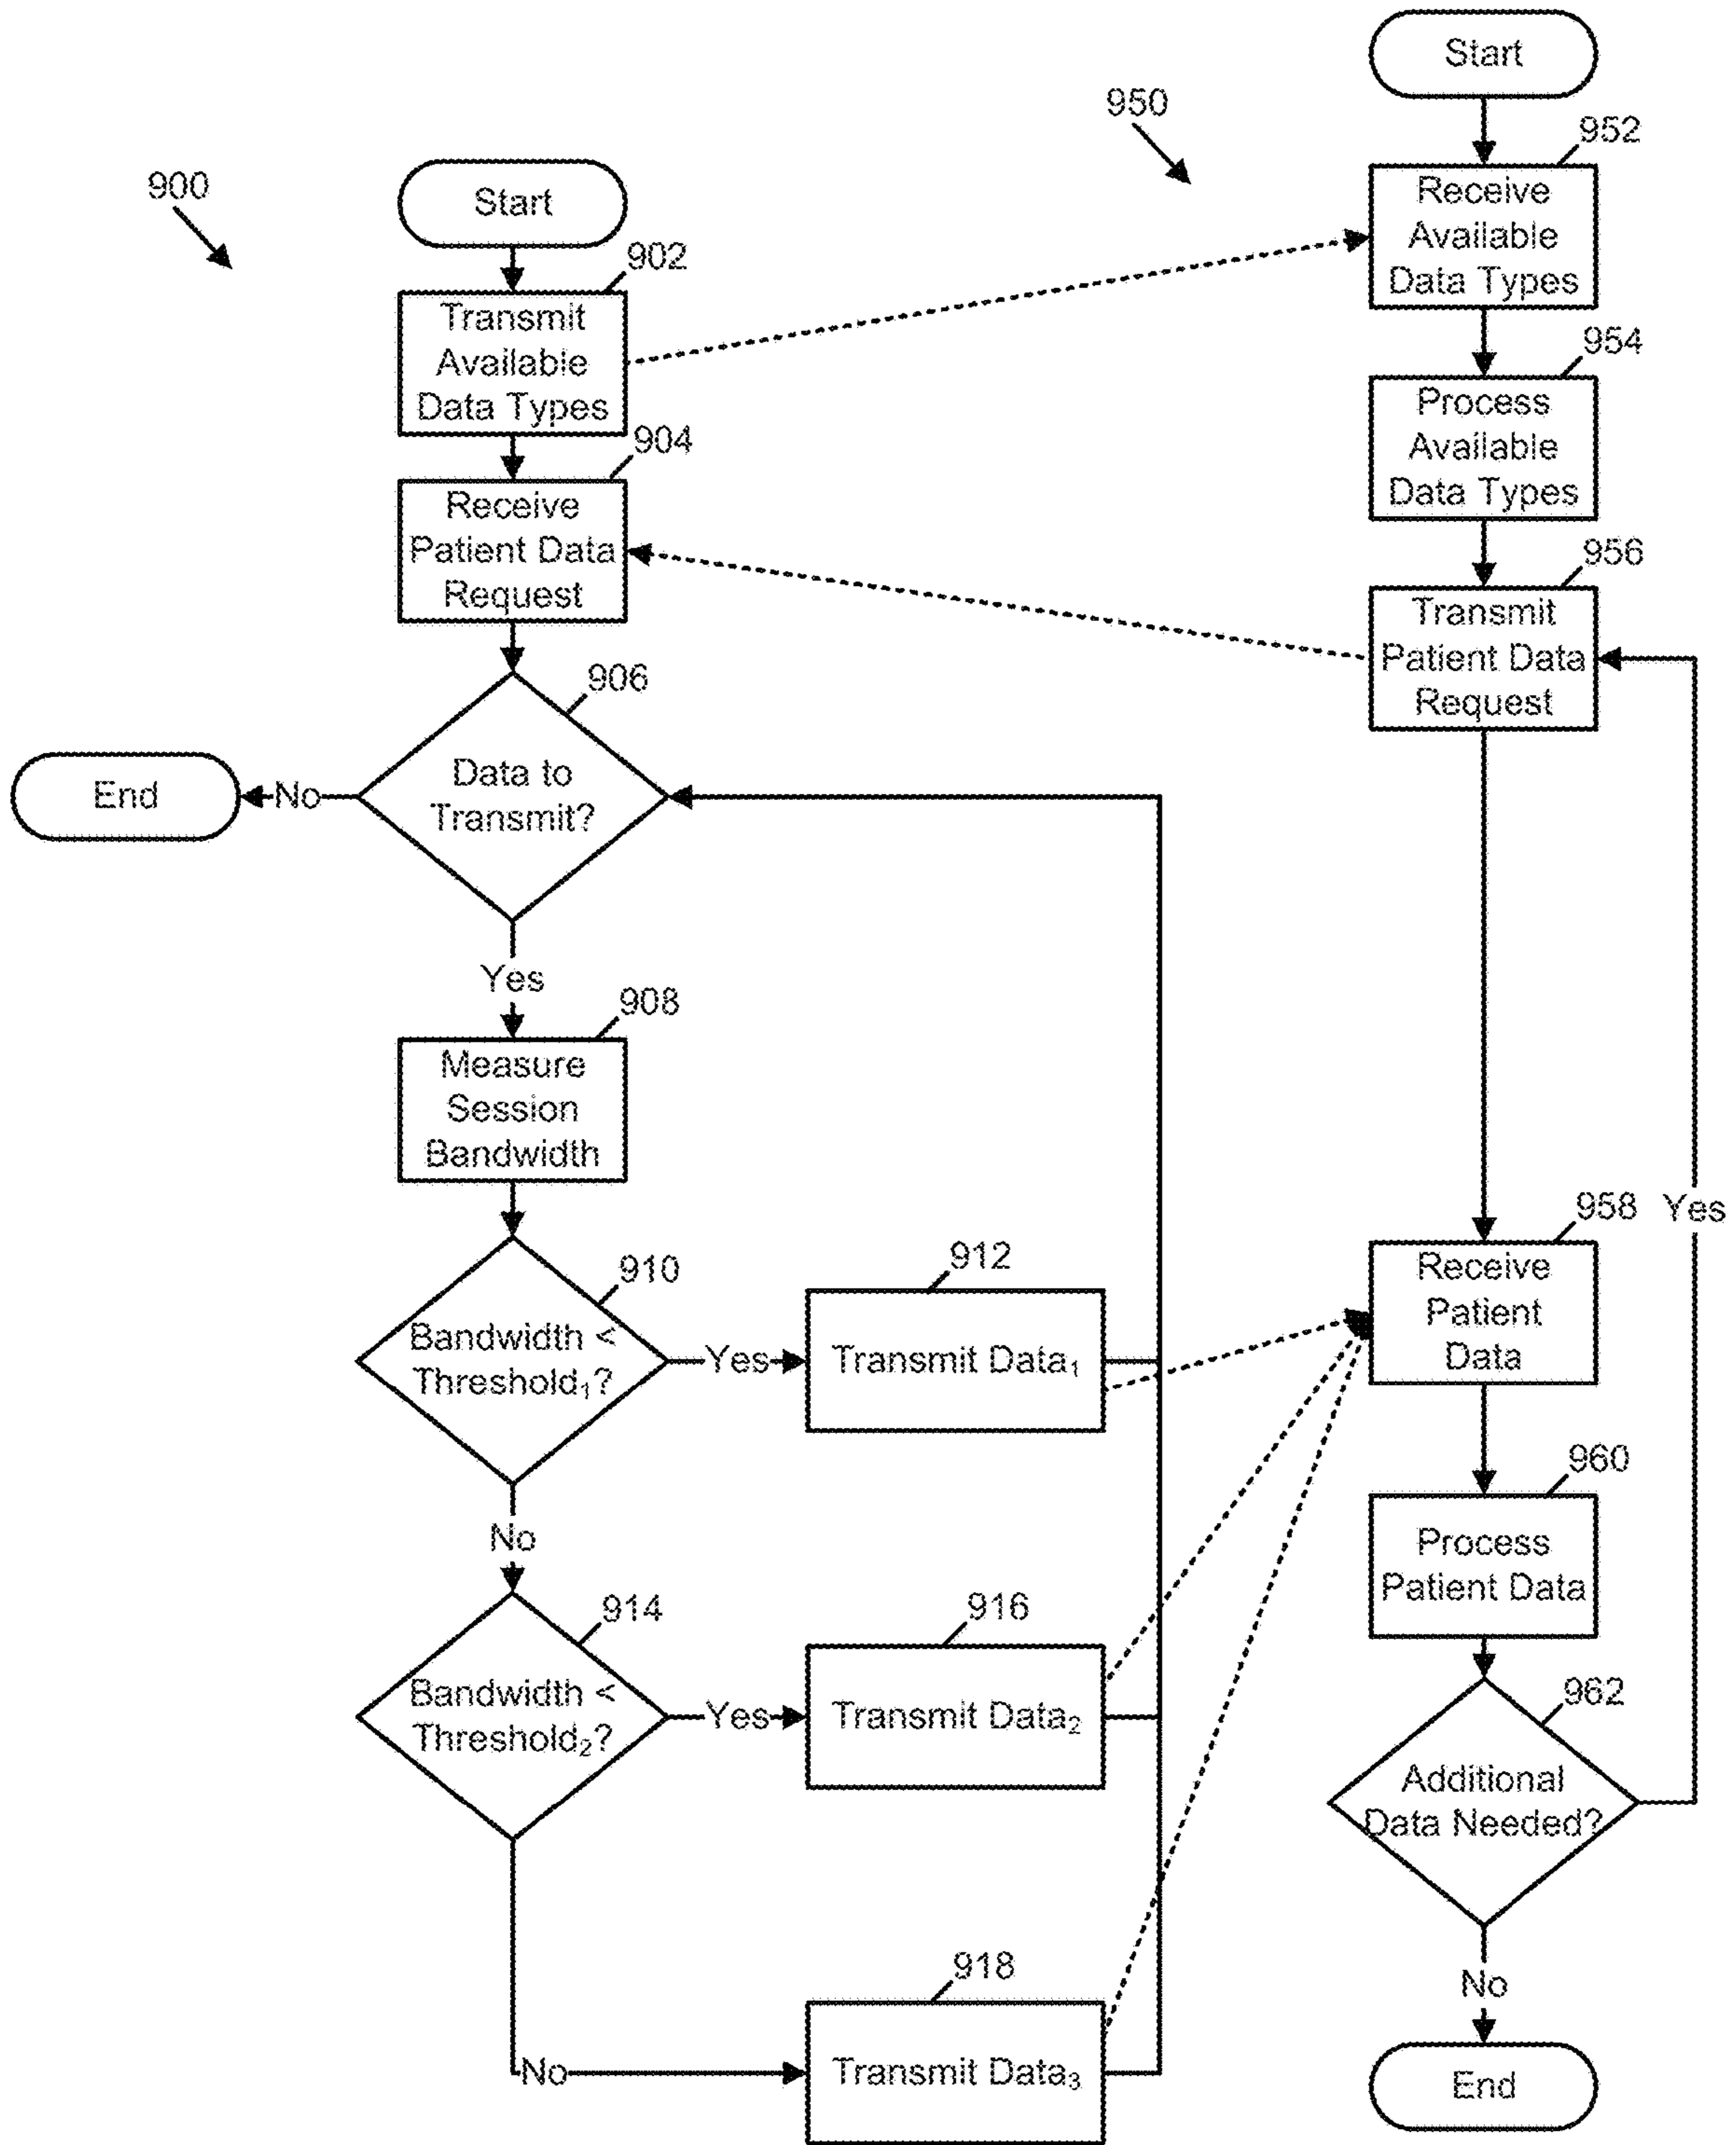 900
Start
902
Transmit
Available
Data Types
904
Receive
Patient Data
Request
906
Data to
Transmit?
No
End
Yes
908
Measure
Session
Bandwidth
910
Bandwidth <
Threshold₁?
Yes
912
Transmit Data₁
No
914
Bandwidth <
Threshold₂?
Yes
916
Transmit Data₂
No
918
Transmit Data₃
950
Start
952
Receive
Available
Data Types
954
Process
Available
Data Types
956
Transmit
Patient Data
Request
958
Receive
Patient
Data
960
Process
Patient Data
962
Additional
Data Needed?
Yes
No
End